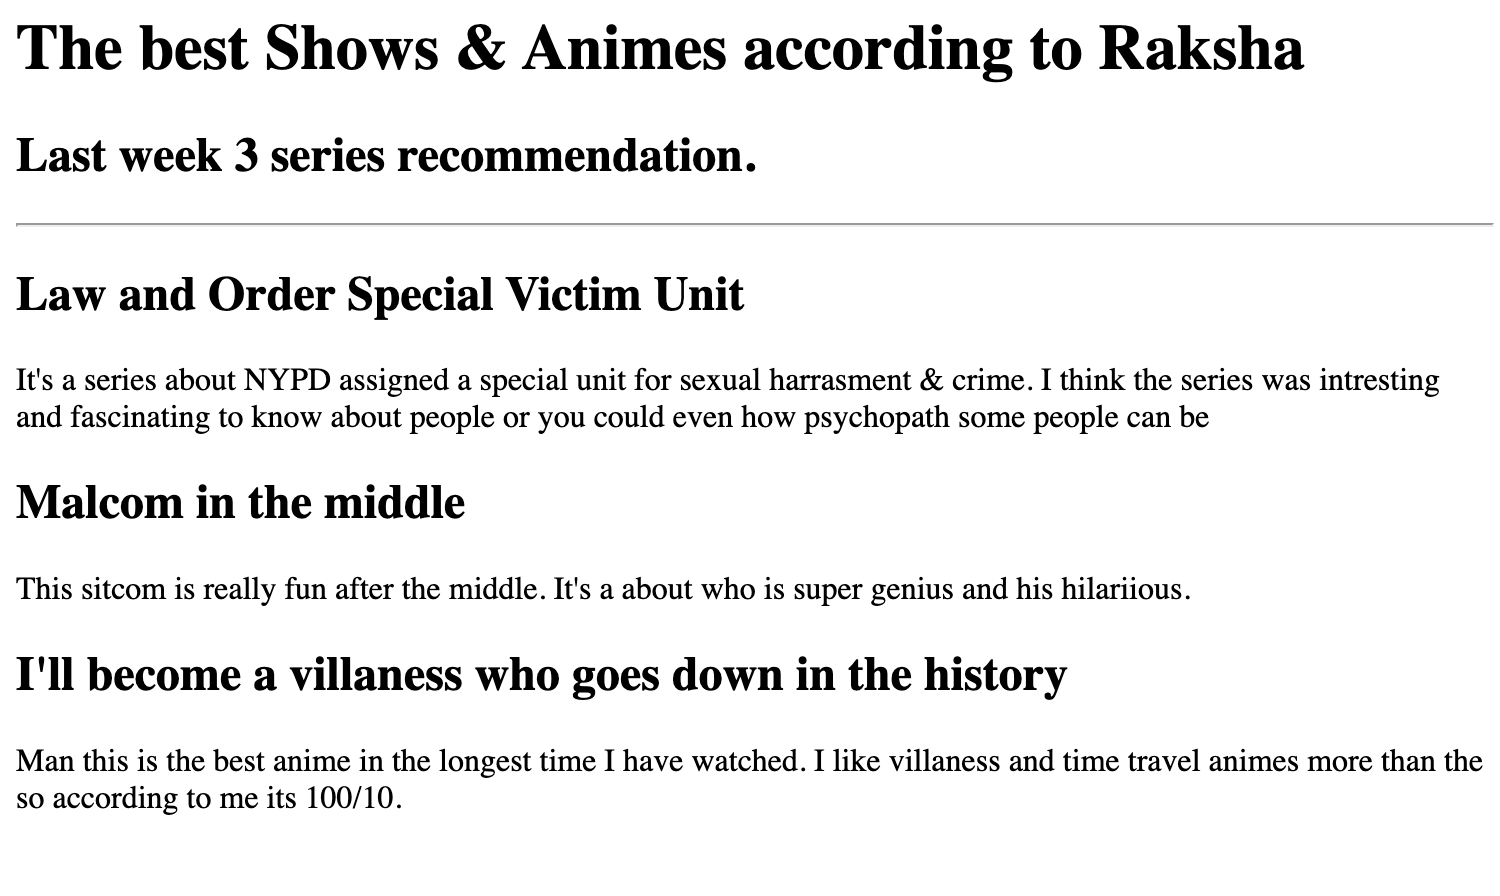 The best Shows & Animes according to Raksha
Last week 3 series recommendation.
Law and Order Special Victim Unit
It's a series about NYPD assigned a special unit for sexual harrasment & crime. I think the series was intresting
and fascinating to know about people or you could even how psychopath some people can be
Malcom in the middle
This sitcom is really fun after the middle. It's a about who is super genius and his hilariious.
I'll become a villaness who goes down in the history
Man this is the best anime in the longest time I have watched. I like villaness and time travel animes more than the
so according to me its 100/10.